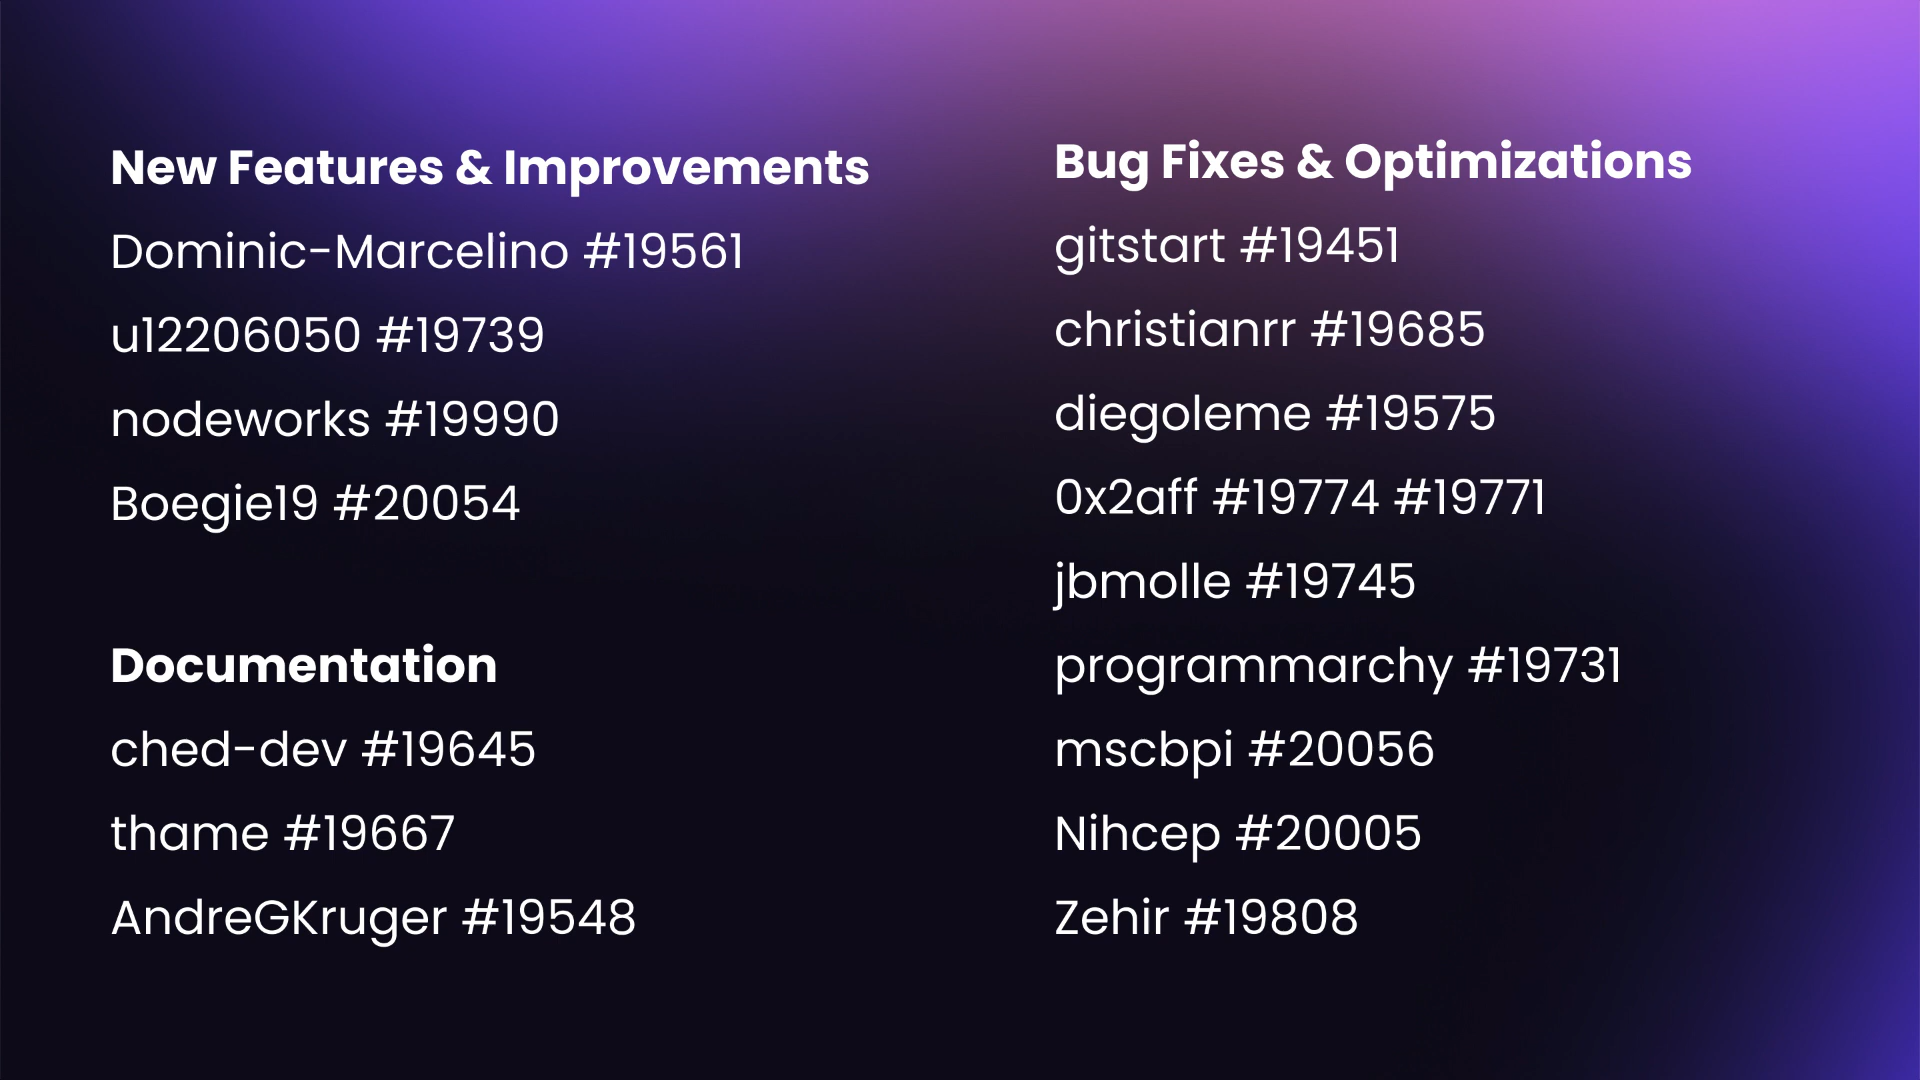 New Features & Improvements
Dominic-Marcelino #19561
u12206050 #19739
nodeworks #19990
Boegie19 #20054
Documentation
ched-dev #19645
thame #19667
AndreGKruger #19548
Bug Fixes & Optimizations
gitstart #19451
christianrr #19685
diegoleme #19575
0x2aff #19774 #19771
jbmolle #19745
programmarchy #19731
mscbpi #20056
Nihcep #20005
Zehir #19808